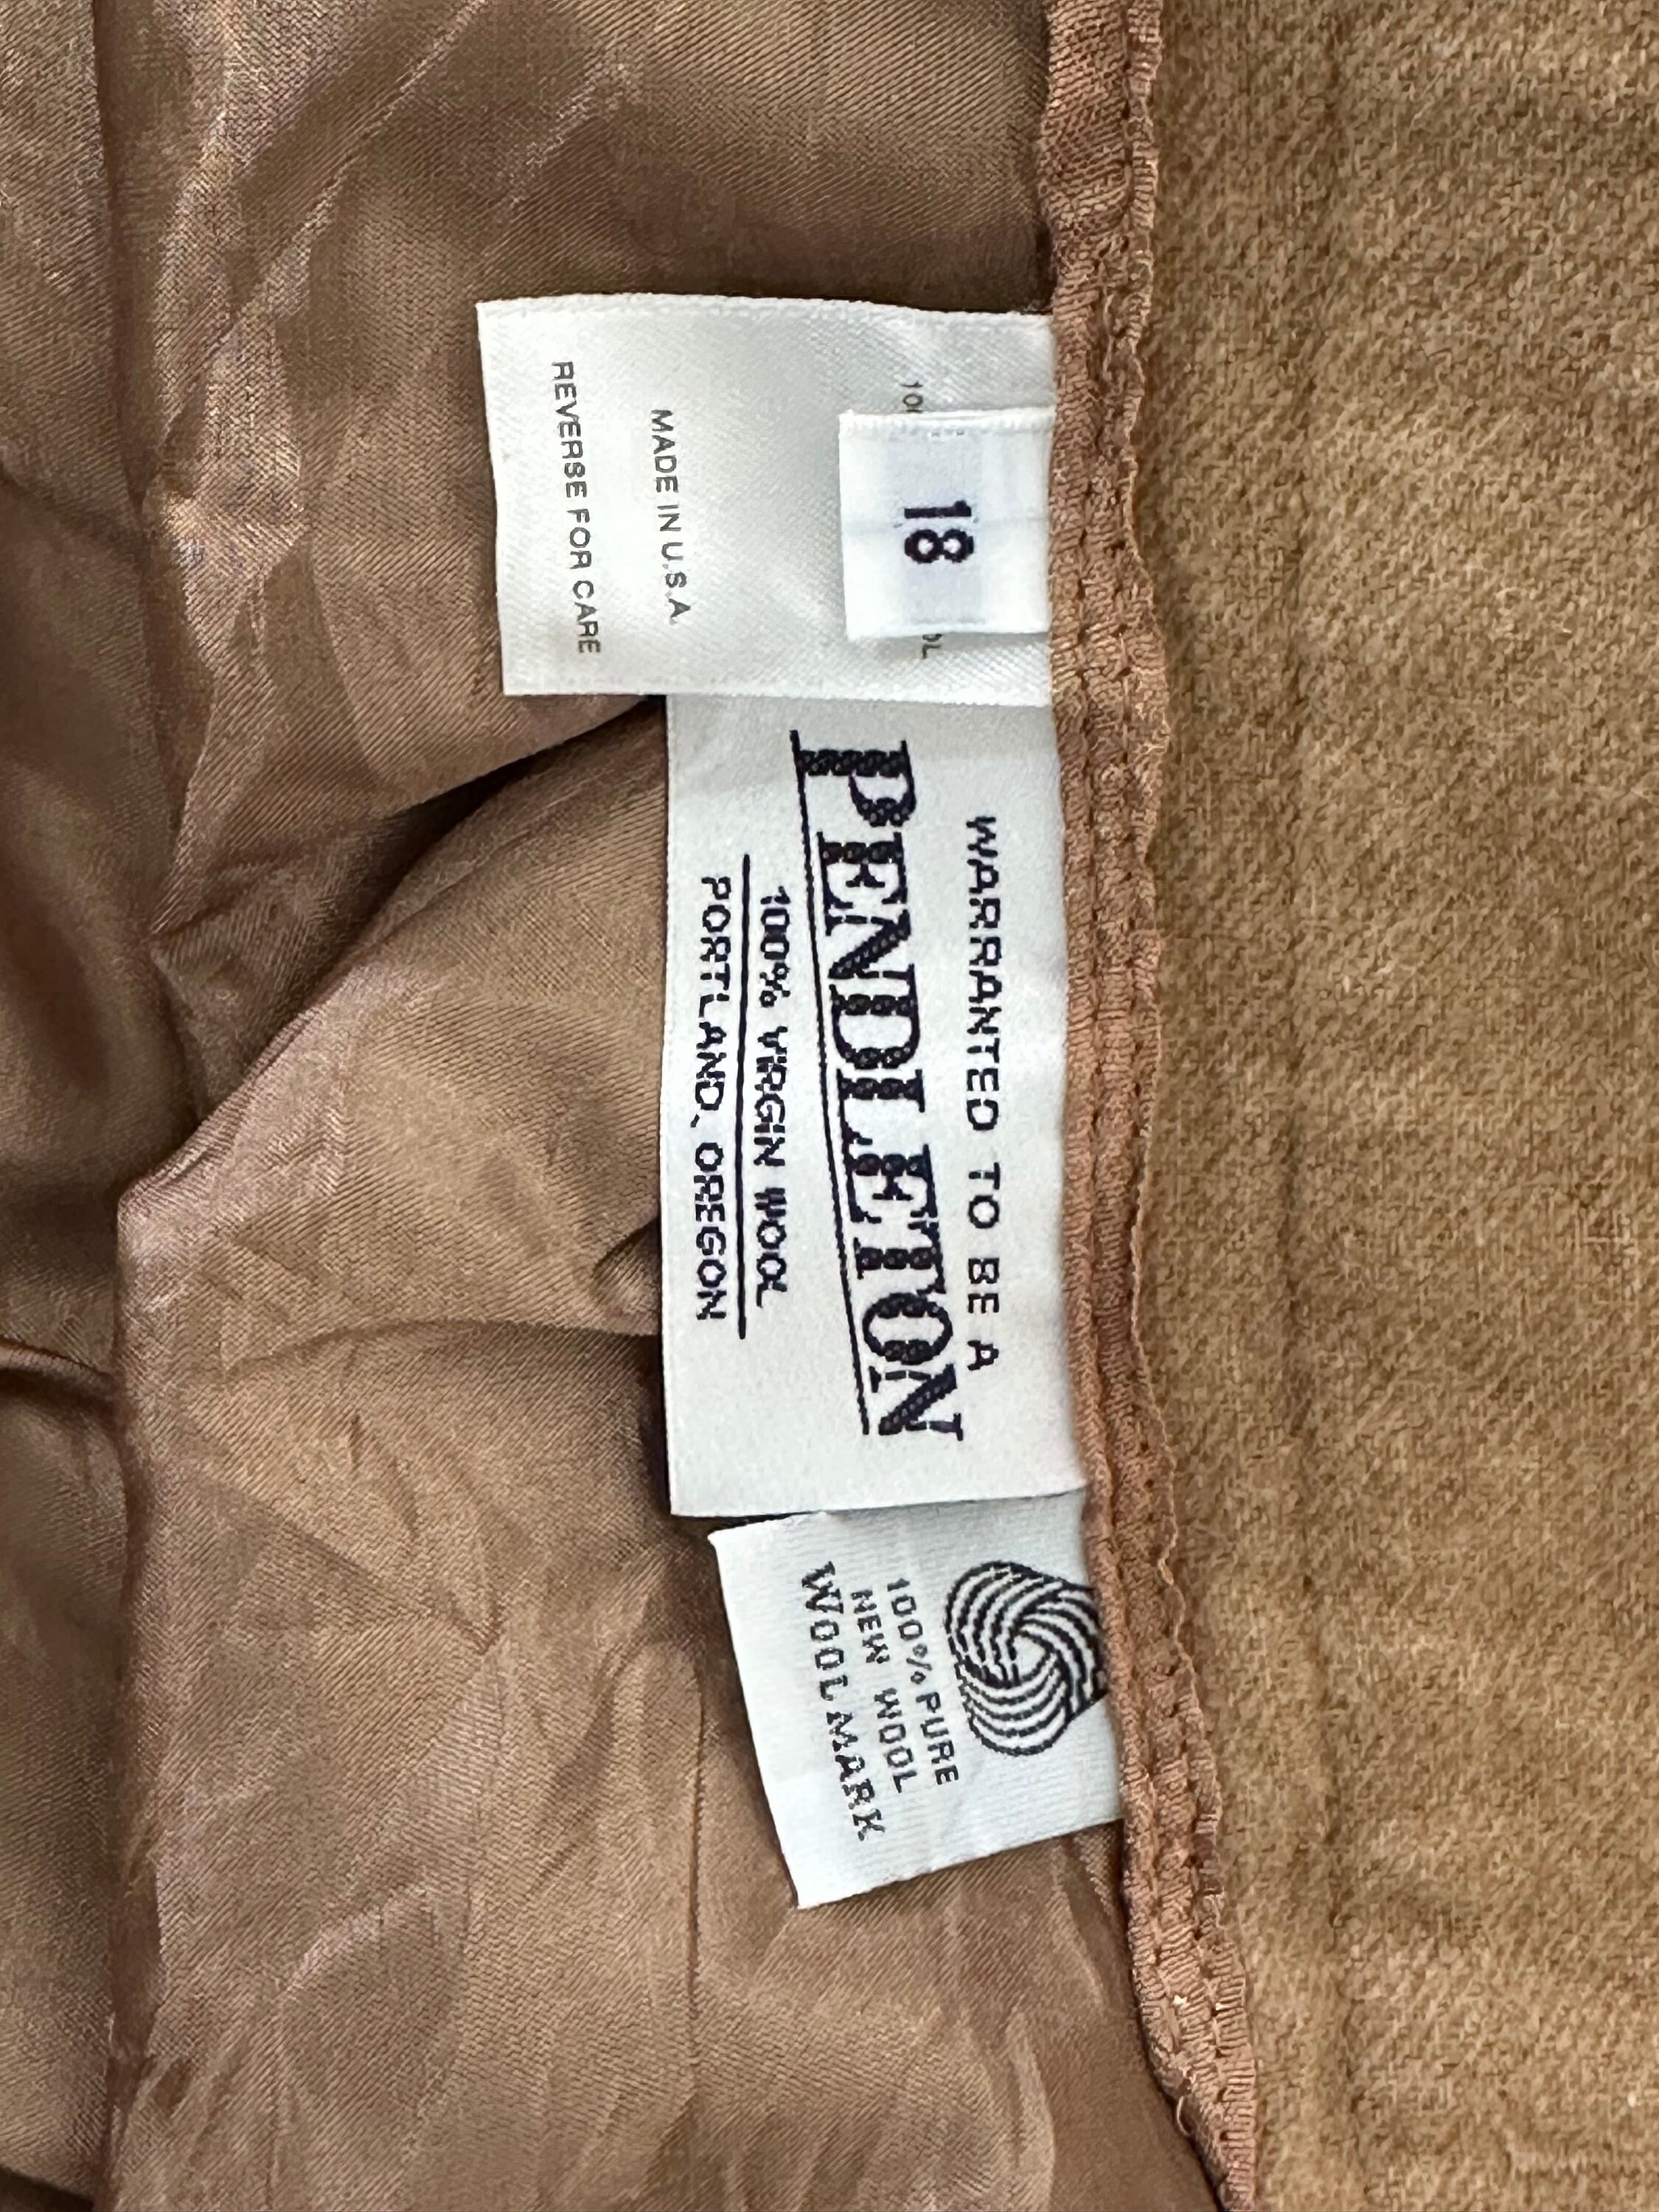 18
MADE IN U.S.A.
REVERSE FOR CARE
WARRANTED TO BE A
PENDLETON
100% VIRGIN WOOL
PORTLAND, OREGON
100% PURE
NEW WOOL
WOOLMARK